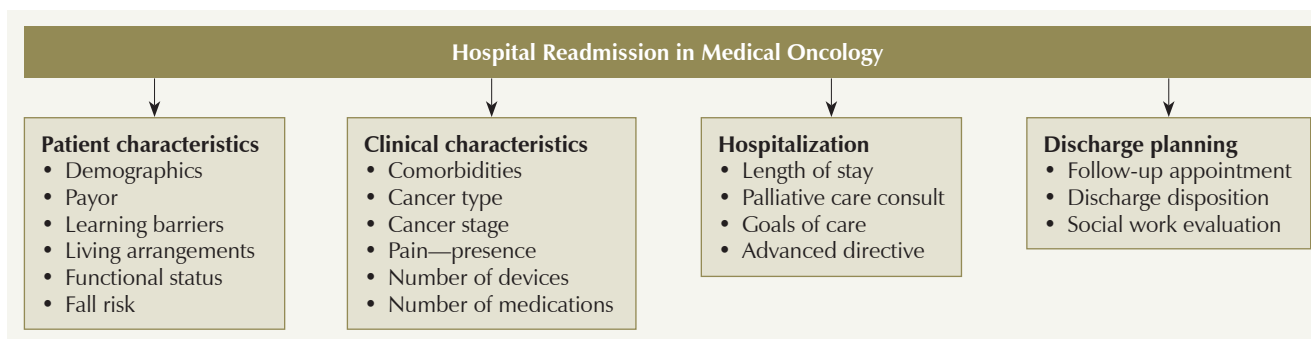 Hospital Readmission in Medical Oncology
Patient characteristics
• Demographics
• Payor
• Learning barriers
• Living arrangements
• Functional status
• Fall risk
Clinical characteristics
• Comorbidities
• Cancer type
• Cancer stage
• Pain—presence
• Number of devices
• Number of medications
Hospitalization
• Length of stay
• Palliative care consult
• Goals of care
• Advanced directive
Discharge planning
• Follow-up appointment
• Discharge disposition
• Social work evaluation